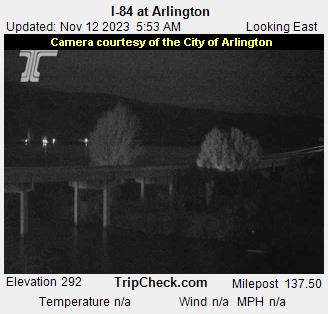 I-84 at Arlington
Updated: Nov 12 2023 5:53 AM Looking East
Camera courtesy of the City of Arlington
Elevation 292 TripCheck.com Milepost 137.50
Temperature n/a Wind n/a MPH n/a